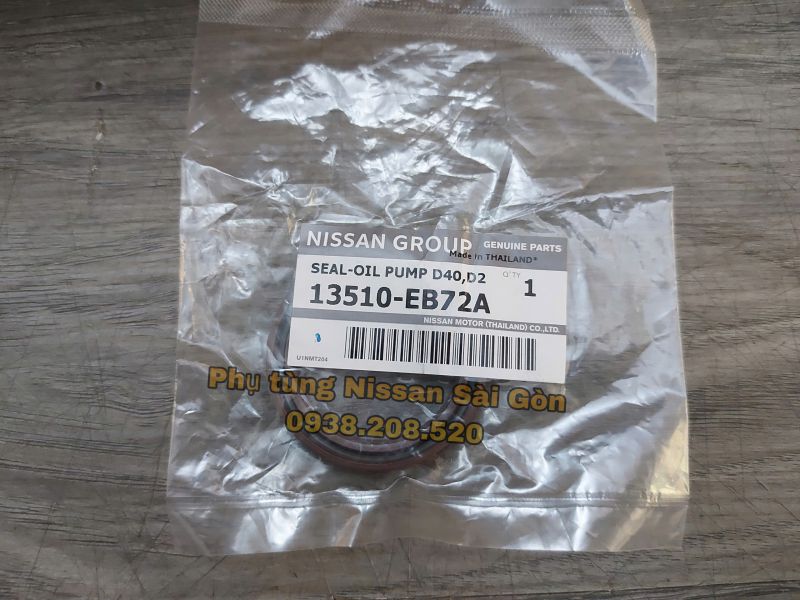 NISSAN GROUP GENUINE PARTS
Made in THAILAND*
SEAL-OIL PUMP D40,D2 Q'TY 1
13510-EB72A
NISSAN MOTOR (THAILAND) CO.,LTD.
U1NMT204
Phụ tùng Nissan Sài Gòn
0938.208.520